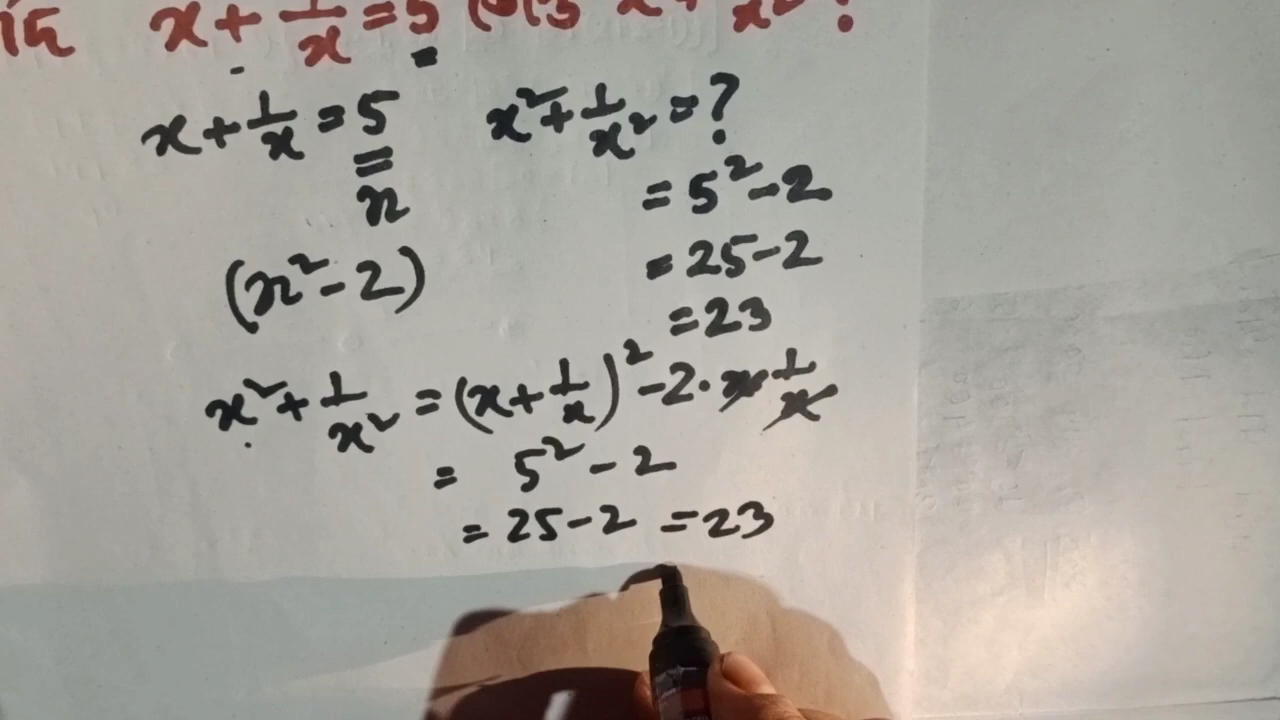 x + 1/x = 5
x + 1/x = 5 x² + 1/x² = ?
n = 5² - 2
(n² - 2) = 25 - 2
= 23
x² + 1/x² = (x + 1/x)² - 2 · x 1/x
= 5² - 2
= 25 - 2 = 23